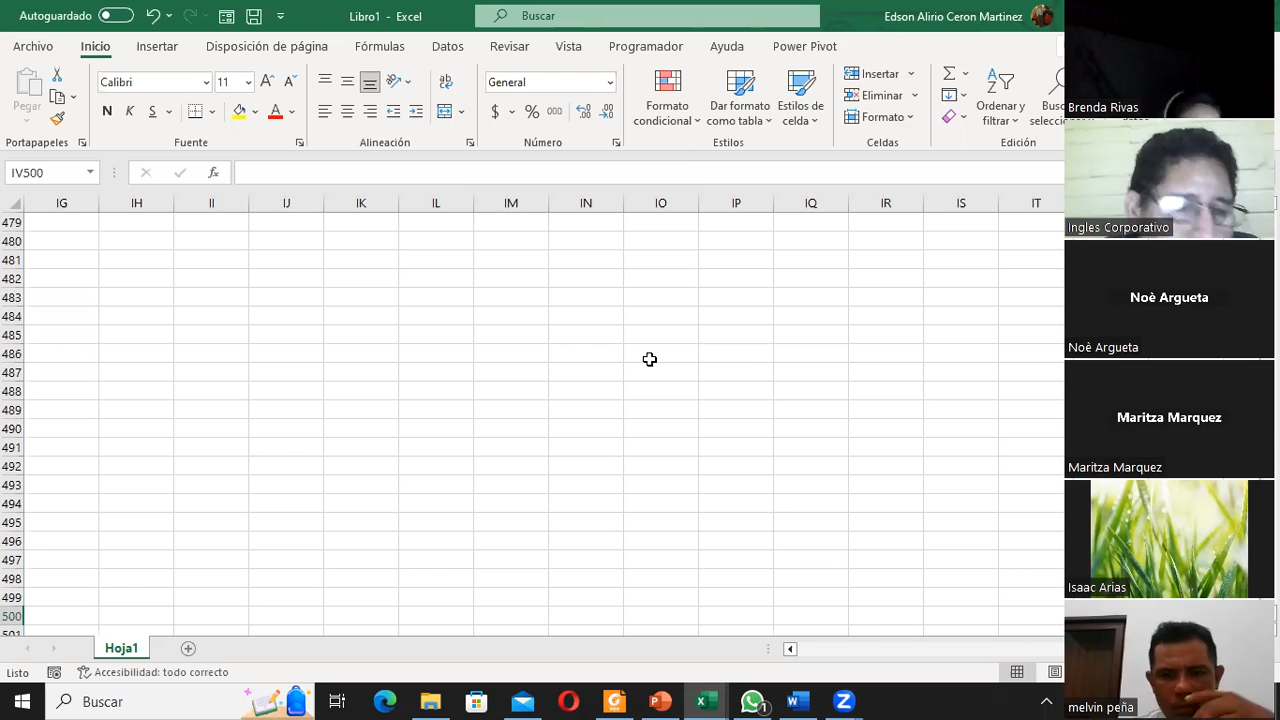 Autoguardado
Libro1 - Excel
Buscar
Edson Alirio Ceron Martinez
Archivo Inicio Insertar Disposición de página Fórmulas Datos Revisar Vista Programador Ayuda Power Pivot
Pegar
Calibri 11
N K S
General
$ % 000
Formato condicional
Dar formato como tabla
Estilos de celda
Insertar
Eliminar
Formato
Ordenar y filtrar
Portapapeles Fuente Alineación Número Estilos Celdas Edición
IV500
fx
IG IH II IJ IK IL IM IN IO IP IQ IR IS IT
479
480
481
482
483
484
485
486
487
488
489
490
491
492
493
494
495
496
497
498
499
500
501
Hoja1
Listo
Accesibilidad: todo correcto
Buscar
1
Brenda Rivas
Ingles Corporativo
Noè Argueta
Noè Argueta
Maritza Marquez
Maritza Marquez
Isaac Arias
melvin peña